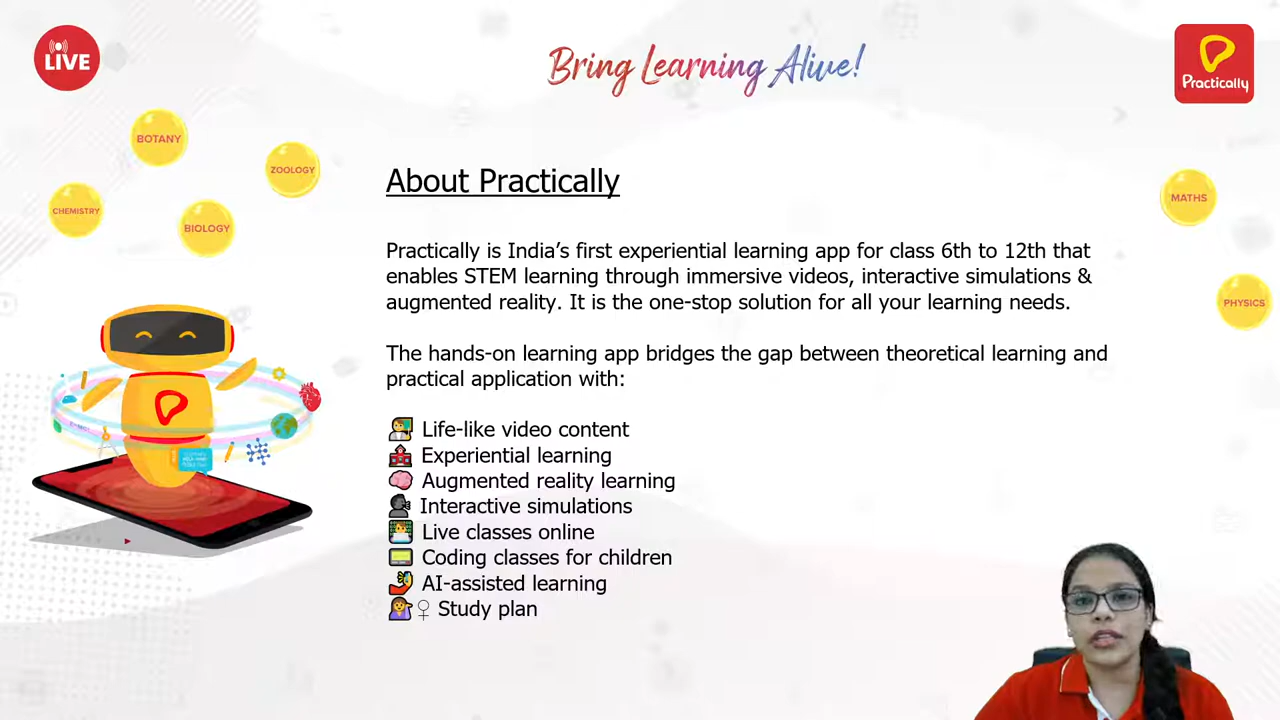 LIVE
Bring Learning Alive!
Practically
BOTANY
ZOOLOGY
CHEMISTRY
BIOLOGY
MATHS
PHYSICS
About Practically
Practically is India’s first experiential learning app for class 6th to 12th that
enables STEM learning through immersive videos, interactive simulations &
augmented reality. It is the one-stop solution for all your learning needs.
The hands-on learning app bridges the gap between theoretical learning and
practical application with:
Life-like video content
Experiential learning
Augmented reality learning
Interactive simulations
Live classes online
Coding classes for children
AI-assisted learning
♀ Study plan